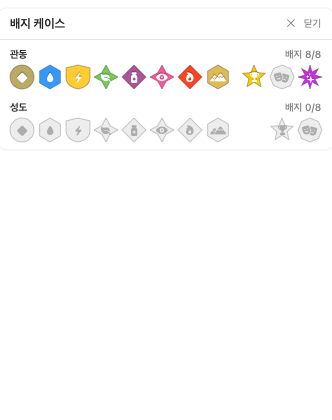 배지 케이스
닫기
관동
배지 8/8
성도
배지 0/8